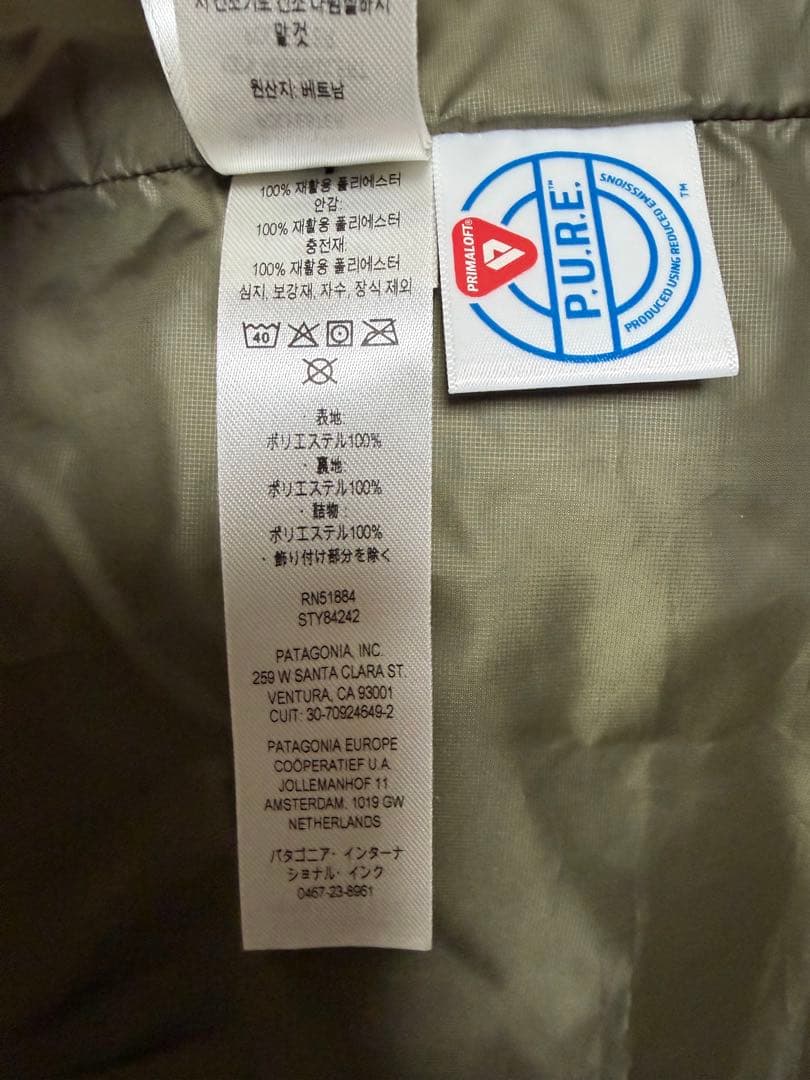 말 것
원산지: 베트남
100% 재활용 폴리에스터
안감:
100% 재활용 폴리에스터
충전재:
100% 재활용 폴리에스터
심지, 보강재, 자수, 장식 제외
40
・表地
ポリエステル100%
・裏地:
ポリエステル100%
・詰物:
ポリエステル100%
・飾り付け部分を除く
RN51884
STY84242
PATAGONIA, INC.
259 W SANTA CLARA ST.
VENTURA, CA 93001
CUIT: 30-70924649-2
PATAGONIA EUROPE
COÖPERATIEF U.A.
JOLLEMANHOF 11
AMSTERDAM. 1019 GW
NETHERLANDS
パタゴニア・インターナ
ショナル・インク
0467-23-8961
PRIMALOFT®
P.U.R.E.™
PRODUCED USING REDUCED EMISSIONS
™